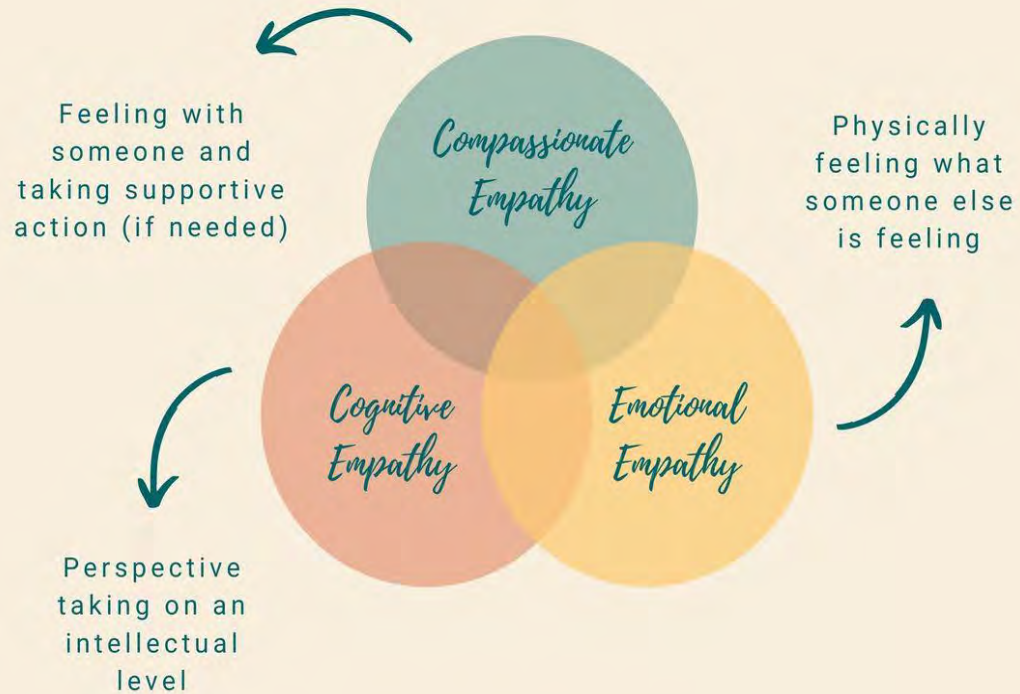 Feeling with
someone and
taking supportive
action (if needed)
Compassionate
Empathy
Physically
feeling what
someone else
is feeling
Cognitive
Empathy
Emotional
Empathy
Perspective
taking on an
intellectual
level